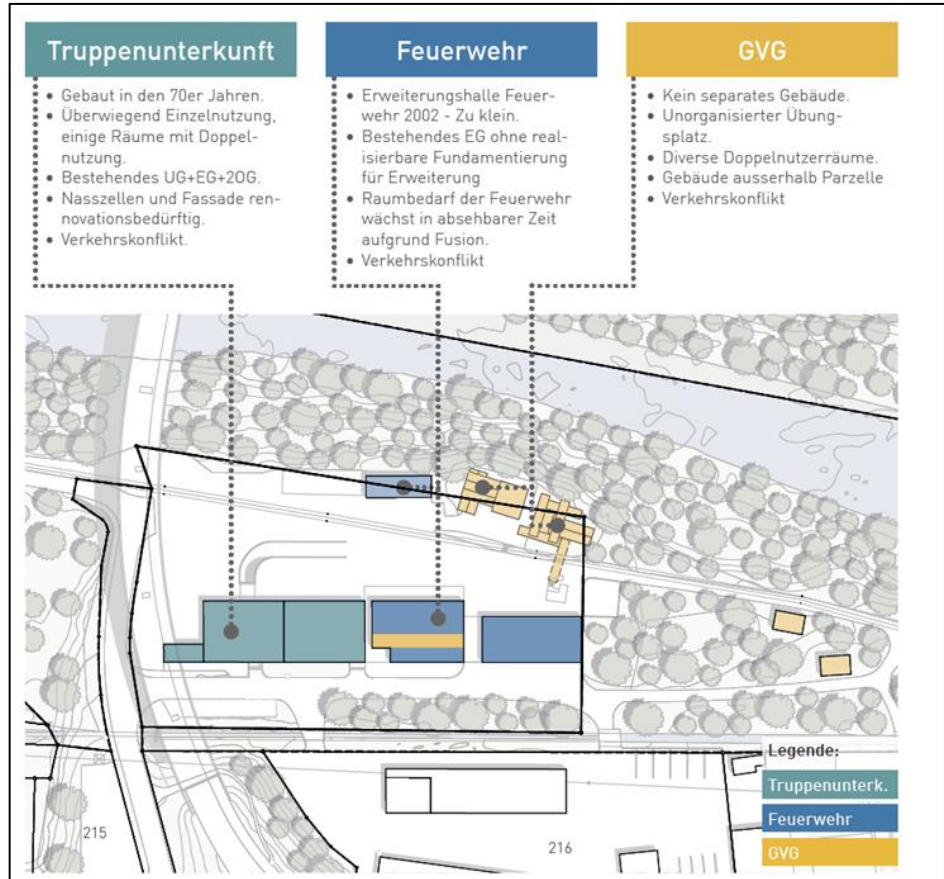 Truppenunterkunft
• Gebaut in den 70er Jahren.
• Überwiegend Einzelnutzung,
einige Räume mit Doppel-
nutzung.
• Bestehendes UG+EG+2OG.
• Nasszellen und Fassade ren-
novationsbedürftig.
• Verkehrskonflikt.
Feuerwehr
• Erweiterungshalle Feuer-
wehr 2002 - Zu klein.
• Bestehendes EG ohne real-
isierbare Fundamentierung
für Erweiterung
• Raumbedarf der Feuerwehr
wächst in absehbarer Zeit
aufgrund Fusion.
• Verkehrskonflikt
GVG
• Kein separates Gebäude.
• Unorganisierter Übung-
splatz.
• Diverse Doppelnutzerräume.
• Gebäude ausserhalb Parzelle
• Verkehrskonflikt
Legende:
Truppenunterk.
Feuerwehr
GVG
215
216